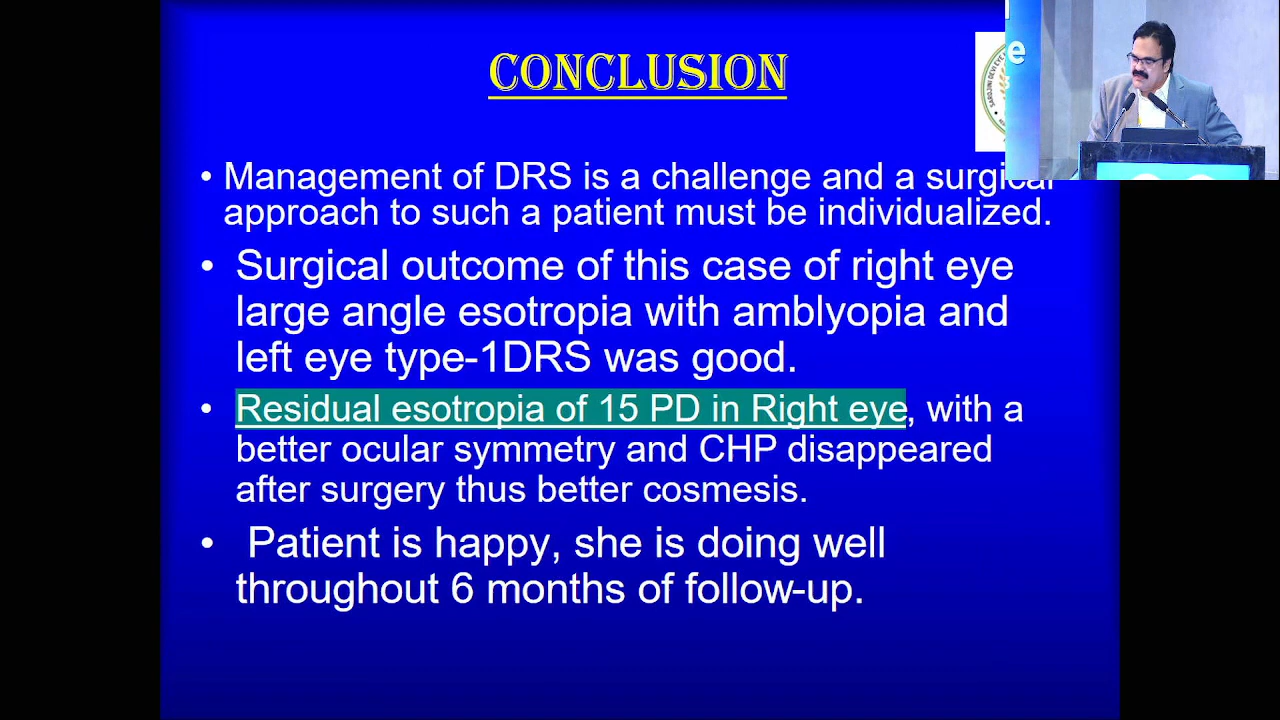 CONCLUSION
e
SAROJINI DEVI EYE
• Management of DRS is a challenge and a surgical
approach to such a patient must be individualized.
• Surgical outcome of this case of right eye
large angle esotropia with amblyopia and
left eye type-1DRS was good.
• Residual esotropia of 15 PD in Right eye, with a
better ocular symmetry and CHP disappeared
after surgery thus better cosmesis.
• Patient is happy, she is doing well
throughout 6 months of follow-up.